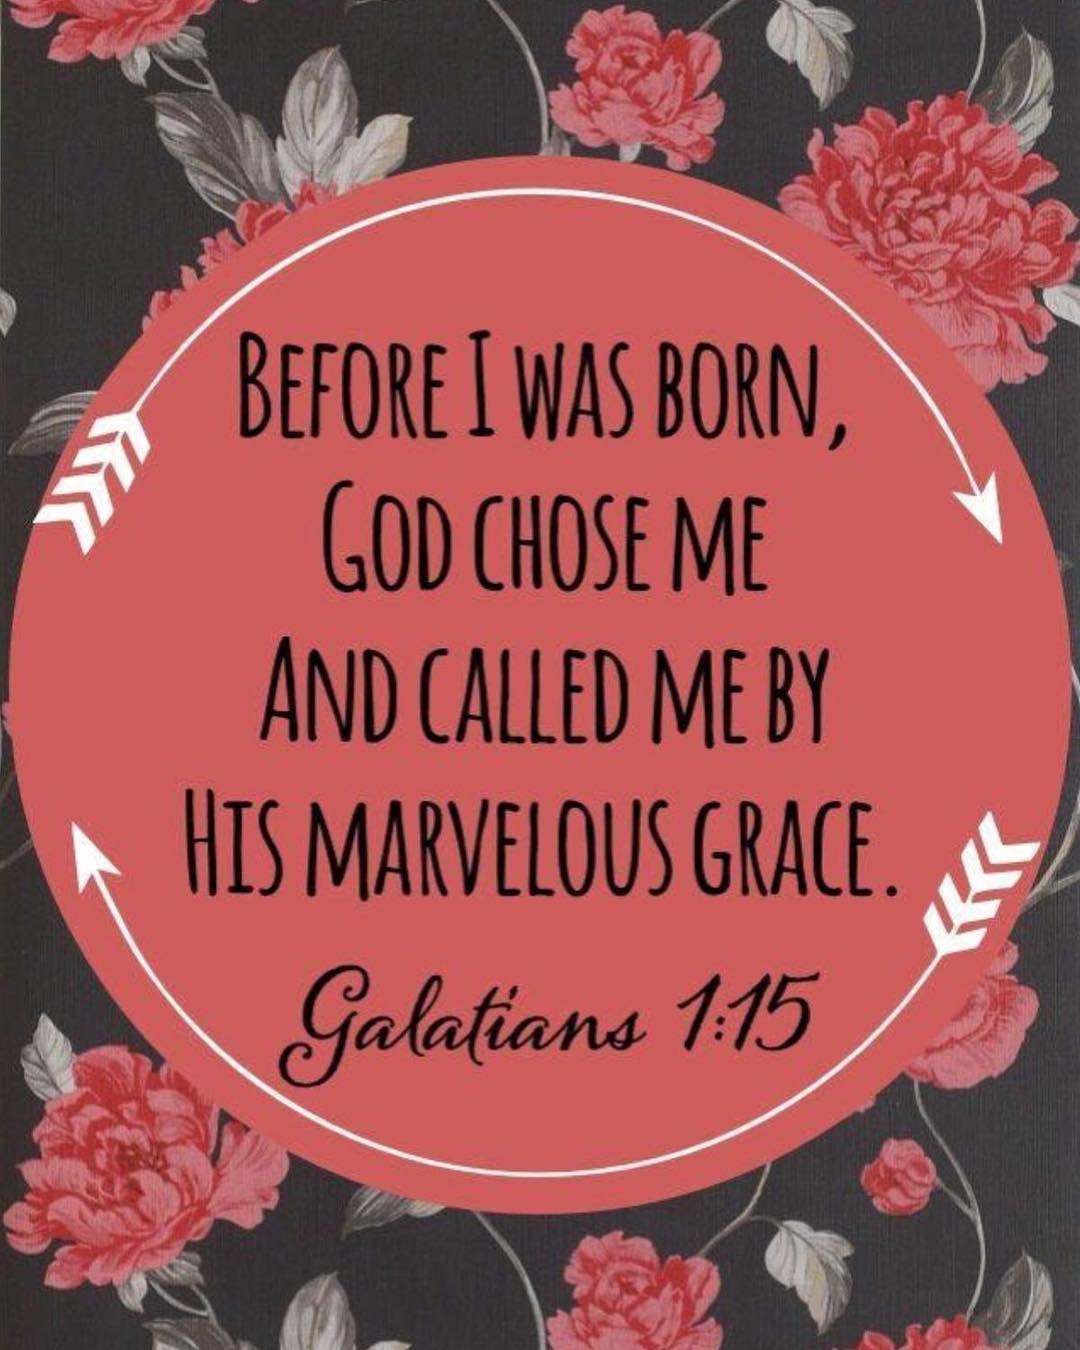 Before I was born,
God chose me
And called me by
His marvelous grace.
Galatians 1:15